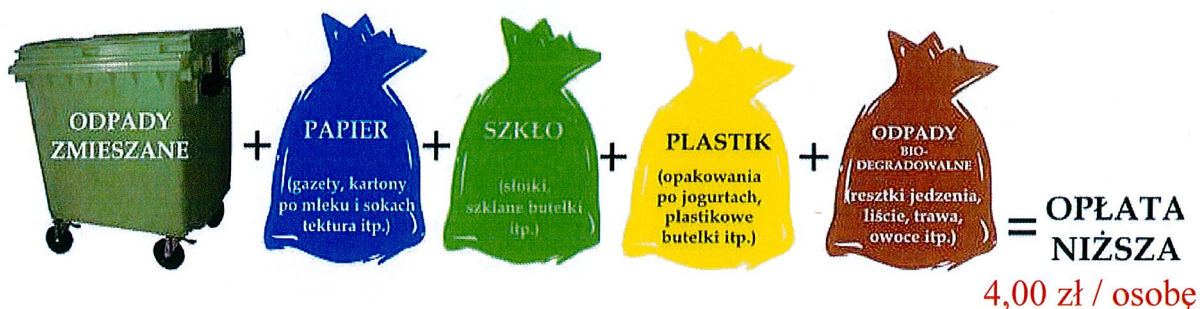 ODPADY
ZMIESZANE
+
PAPIER
(gazety, kartony
po mleku i sokach
tektura itp.)
+
SZKŁO
(słoiki,
szklane butelki
itp.)
+
PLASTIK
(opakowania
po jogurtach,
plastikowe
butelki itp.)
+
ODPADY
BIO-
DEGRADOWALNE
(resztki jedzenia,
liście, trawa,
owoce itp.)
=
OPŁATA
NIŻSZA
4,00 zł / osobę